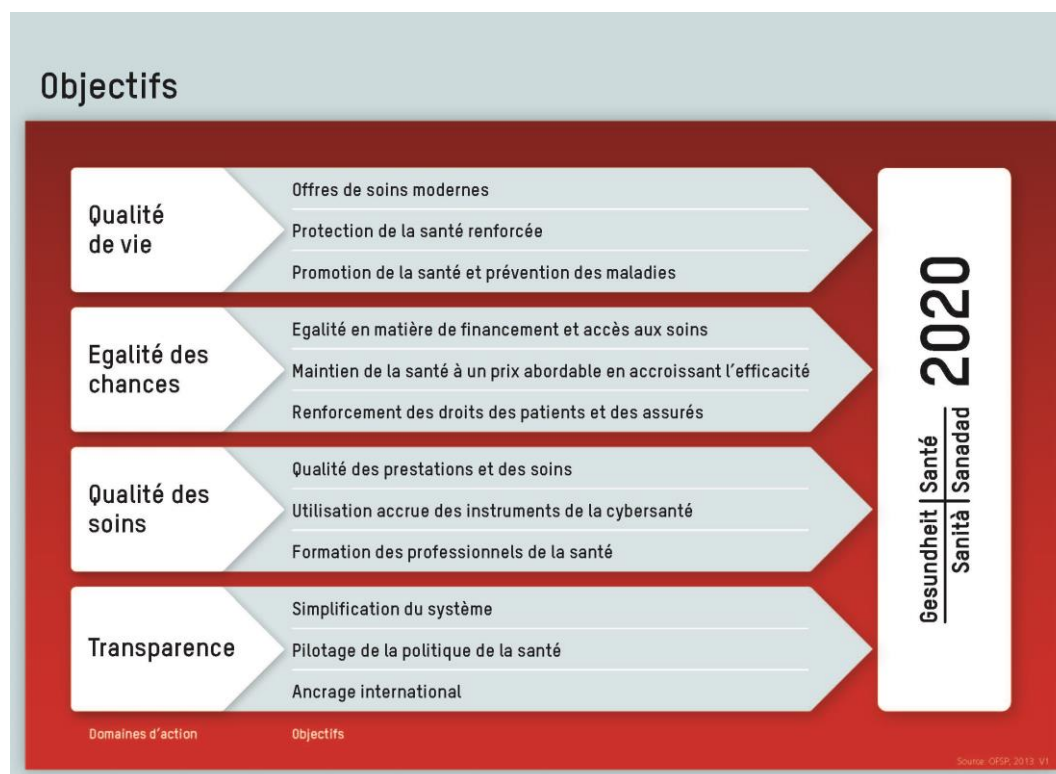 Objectifs
Qualité
de vie
Offres de soins modernes
Protection de la santé renforcée
Promotion de la santé et prévention des maladies
Egalité des
chances
Egalité en matière de financement et accès aux soins
Maintien de la santé à un prix abordable en accroissant l'efficacité
Renforcement des droits des patients et des assurés
Qualité des
soins
Qualité des prestations et des soins
Utilisation accrue des instruments de la cybersanté
Formation des professionnels de la santé
Transparence
Simplification du système
Pilotage de la politique de la santé
Ancrage international
Gesundheit Santé
Sanità Sanadad
2020
Domaines d'action
Objectifs
Source: OFSP, 2013 V1